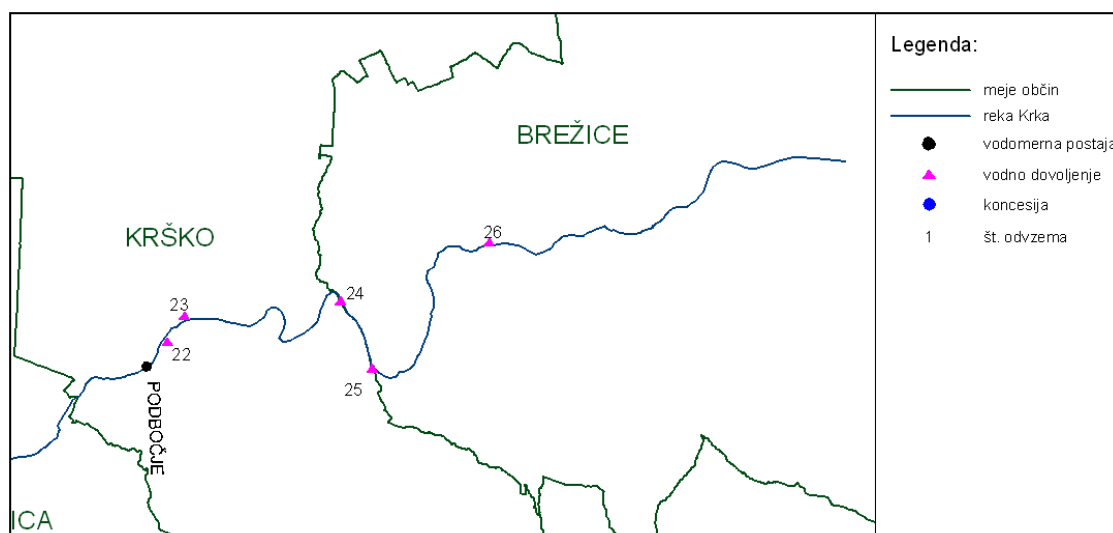 BREŽICE
KRŠKO
26
24
23
22
25
PODBOČJE
ICA
Legenda:
meje občin
reka Krka
vodomerna postaja
vodno dovoljenje
koncesija
1 št. odvzema